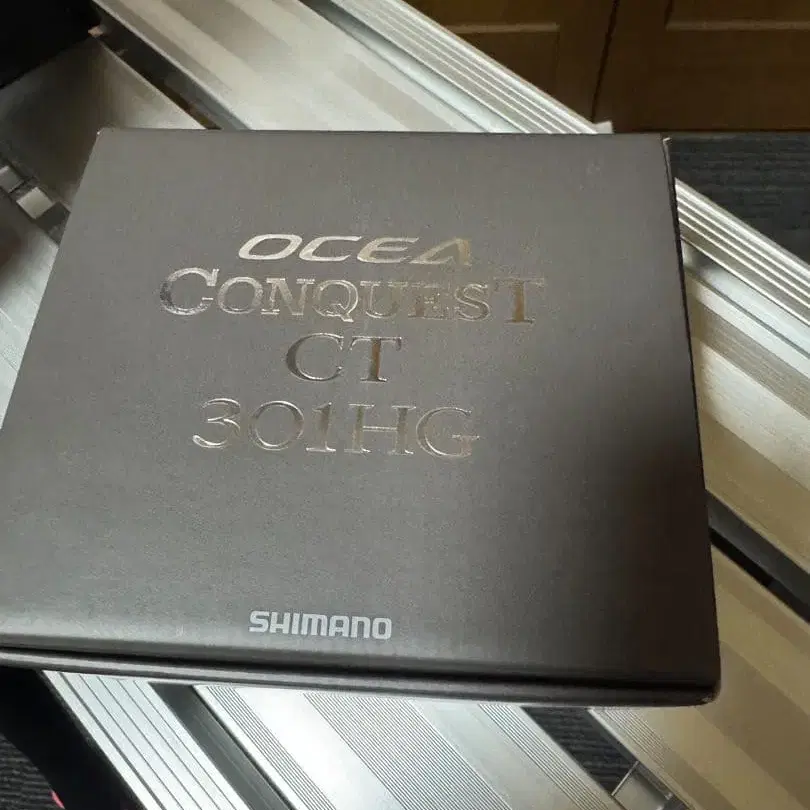 OCEA
CONQUEST
CT
301HG
SHIMANO